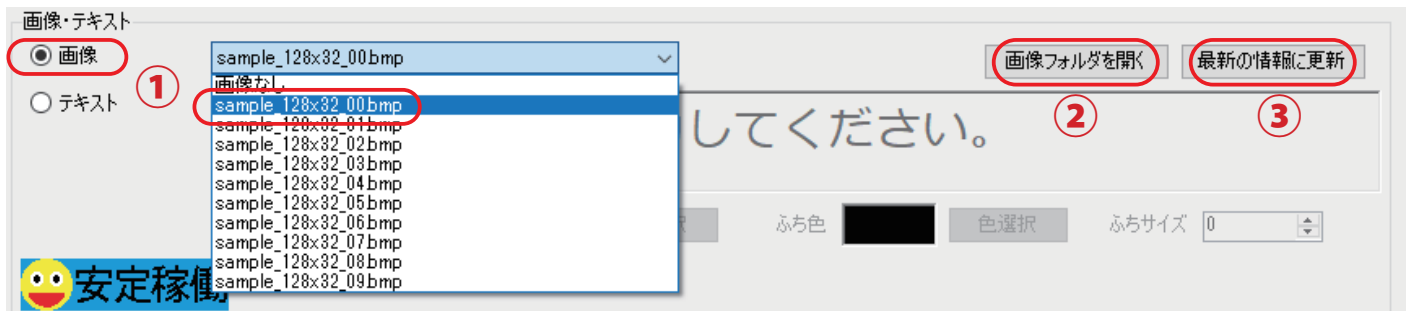 画像・テキスト
画像
sample_128x32_00.bmp
画像フォルダを開く
最新の情報に更新
①
画像なし
テキスト
sample_128x32_00.bmp
②
③
sample_128x32_01.bmp
してください。
sample_128x32_02.bmp
sample_128x32_03.bmp
sample_128x32_04.bmp
sample_128x32_05.bmp
sample_128x32_06.bmp
ふち色
色選択
ふちサイズ
0
sample_128x32_07.bmp
sample_128x32_08.bmp
sample_128x32_09.bmp
安定稼働